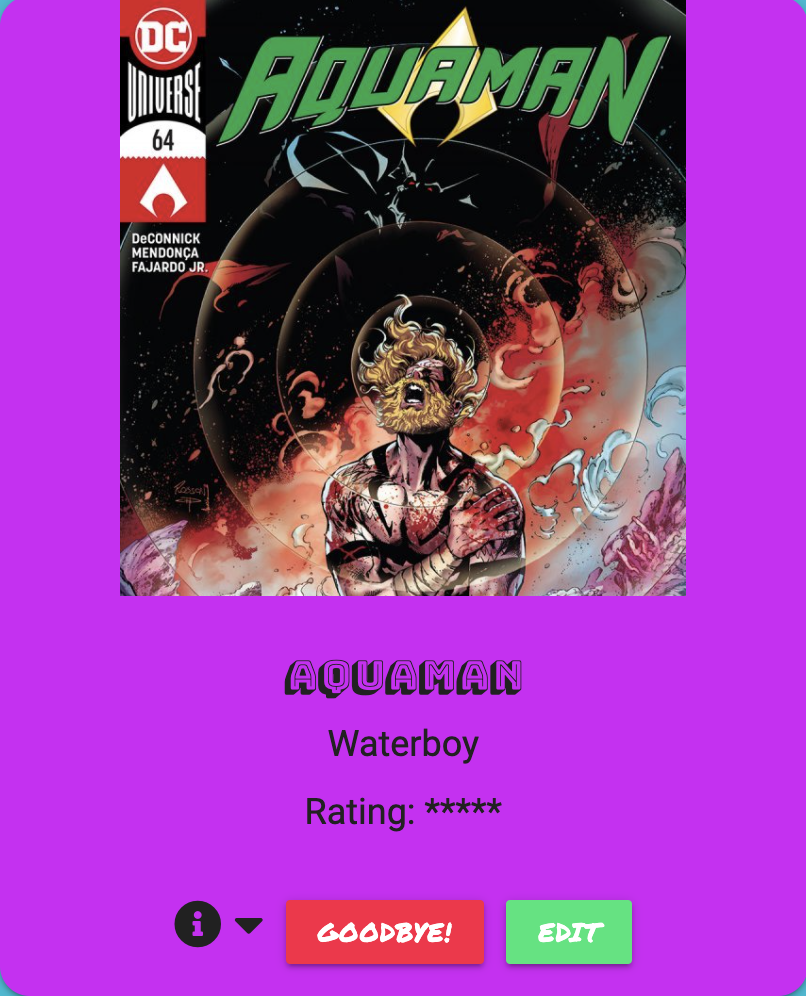 DC
UNIVERSE
64
AQUAMAN
DeCONNICK
MENDONÇA
FAJARDO JR.
AQUAMAN
Waterboy
Rating: *****
GOODBYE!
EDIT